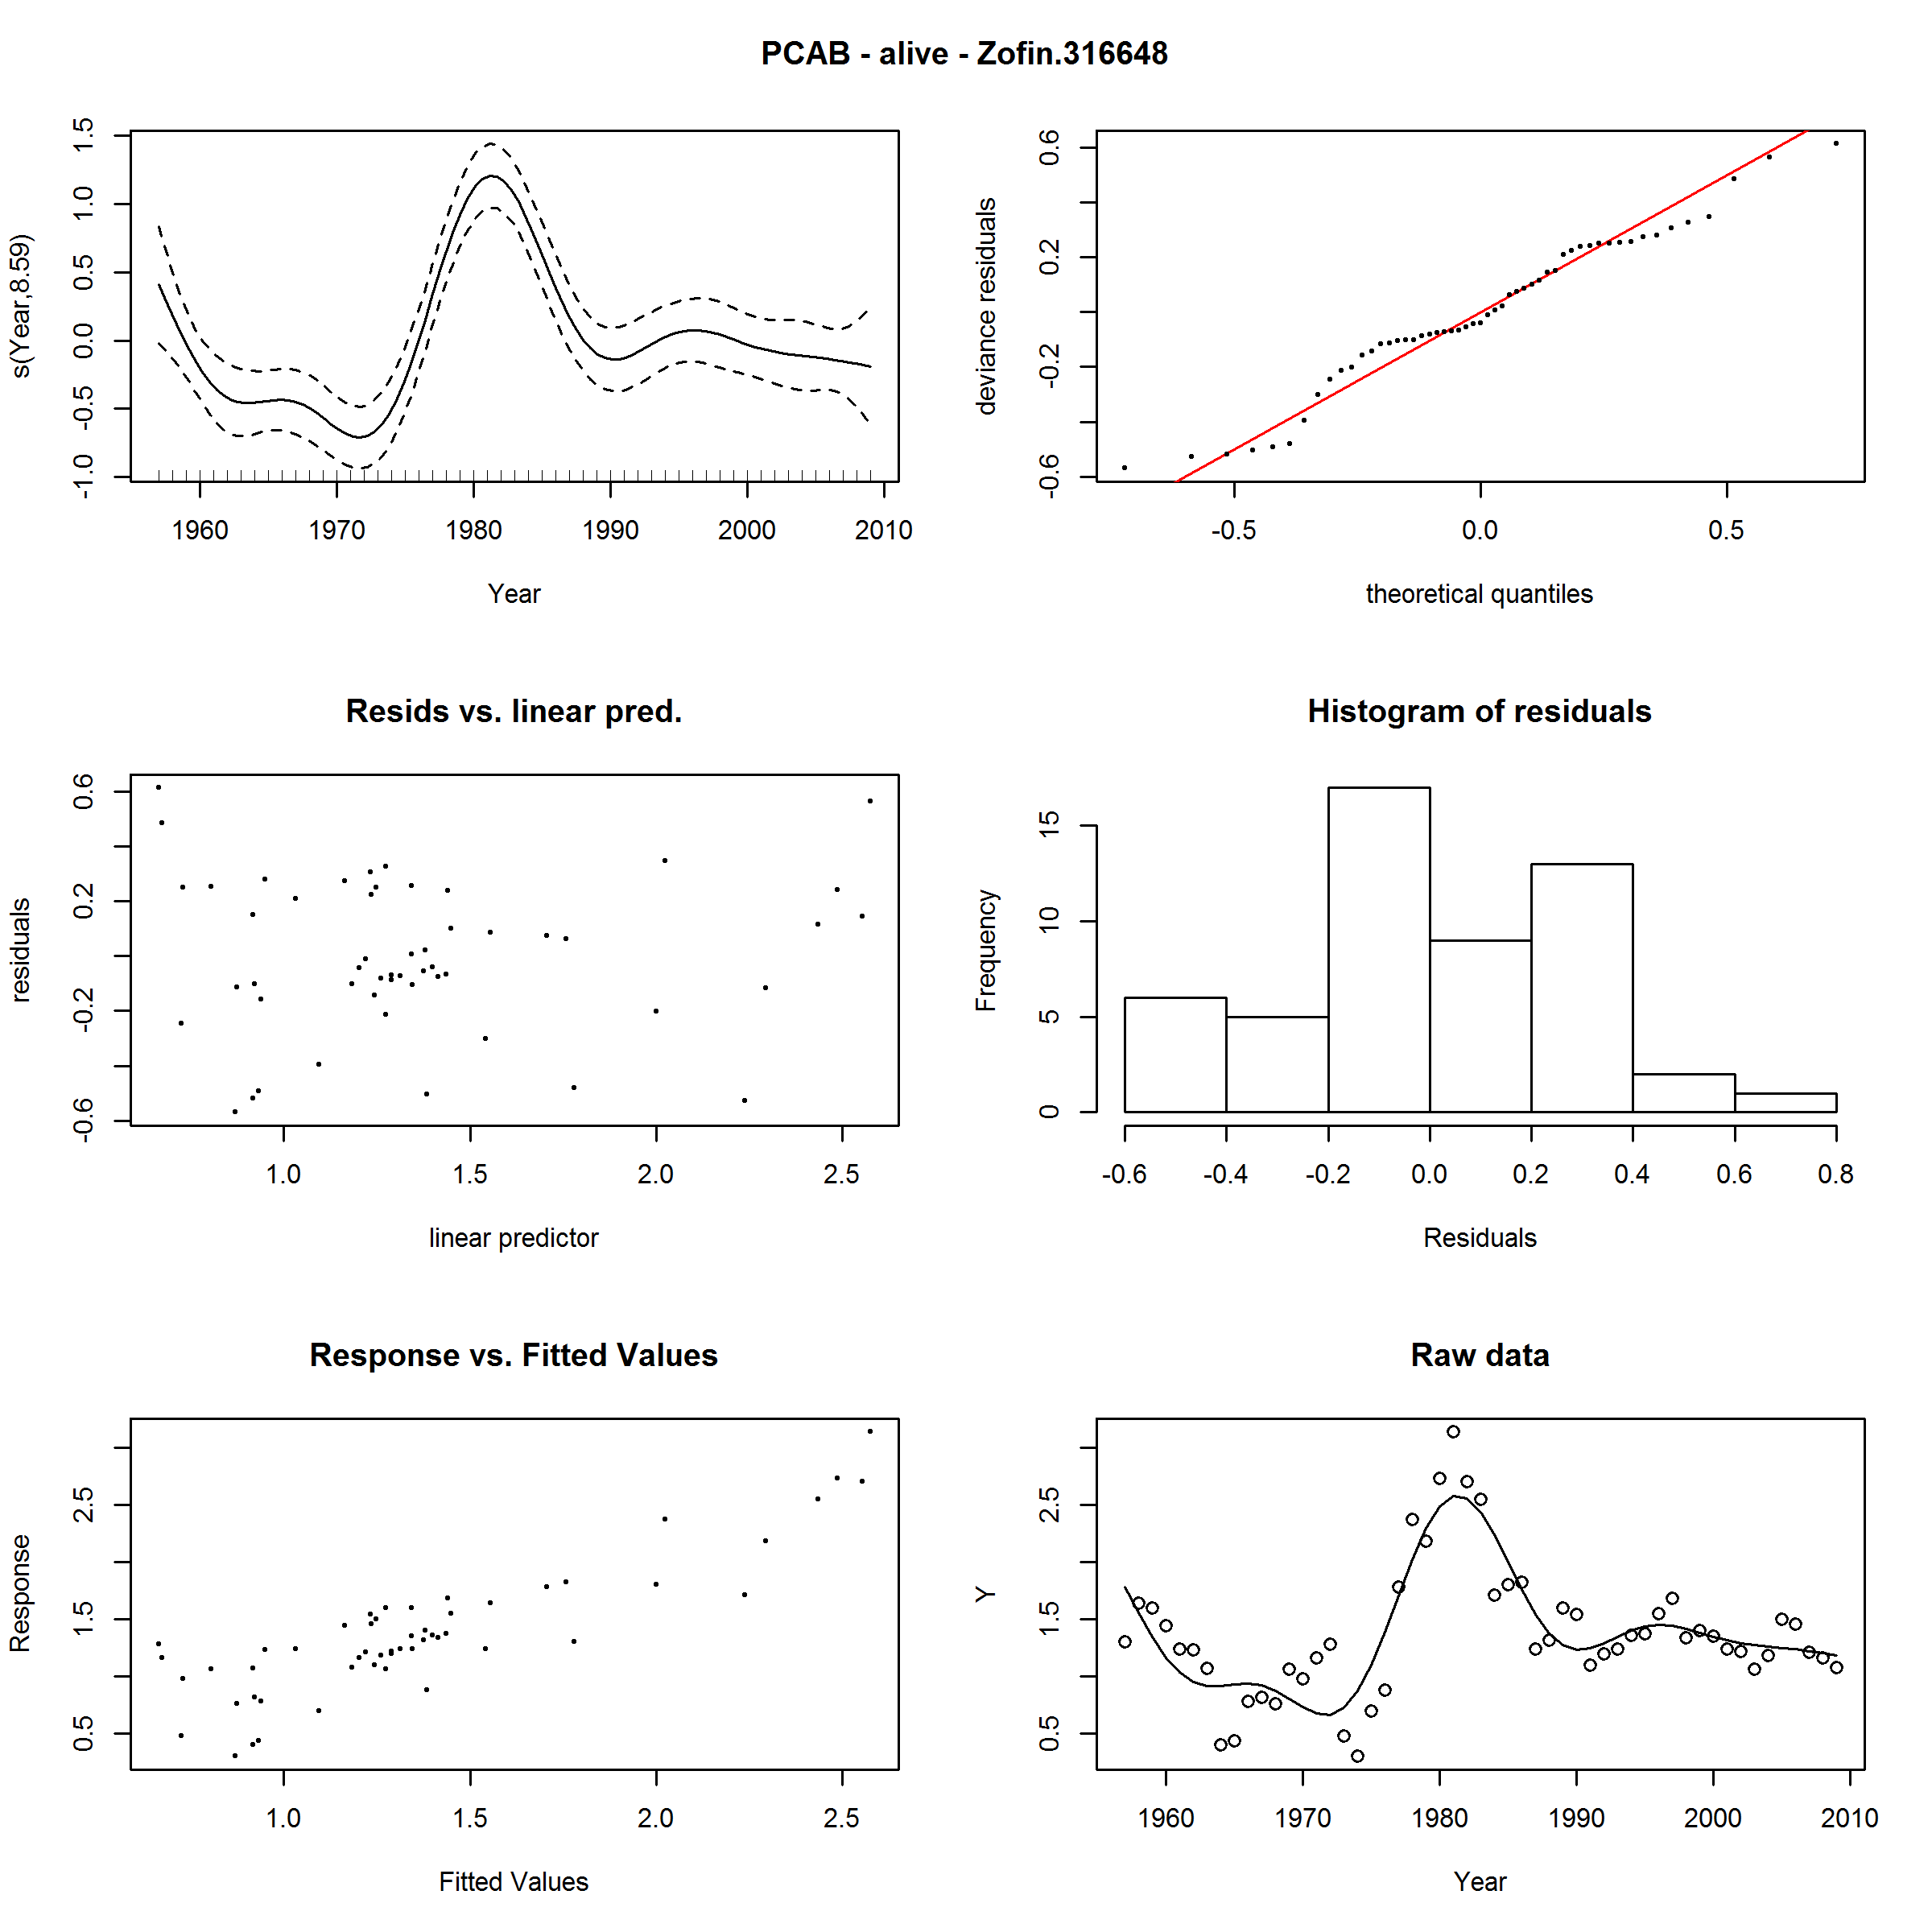 PCAB - alive - Zofin.316648
s(Year,8.59)
-1.0 -0.5 0.0 0.5 1.0 1.5
1960 1970 1980 1990 2000 2010
Year
deviance residuals
-0.6 -0.2 0.2 0.6
-0.5 0.0 0.5
theoretical quantiles
Resids vs. linear pred.
residuals
-0.6 -0.2 0.2 0.6
1.0 1.5 2.0 2.5
linear predictor
Histogram of residuals
Frequency
0 5 10 15
-0.6 -0.4 -0.2 0.0 0.2 0.4 0.6 0.8
Residuals
Response vs. Fitted Values
Response
0.5 1.5 2.5
1.0 1.5 2.0 2.5
Fitted Values
Raw data
Y
0.5 1.5 2.5
1960 1970 1980 1990 2000 2010
Year